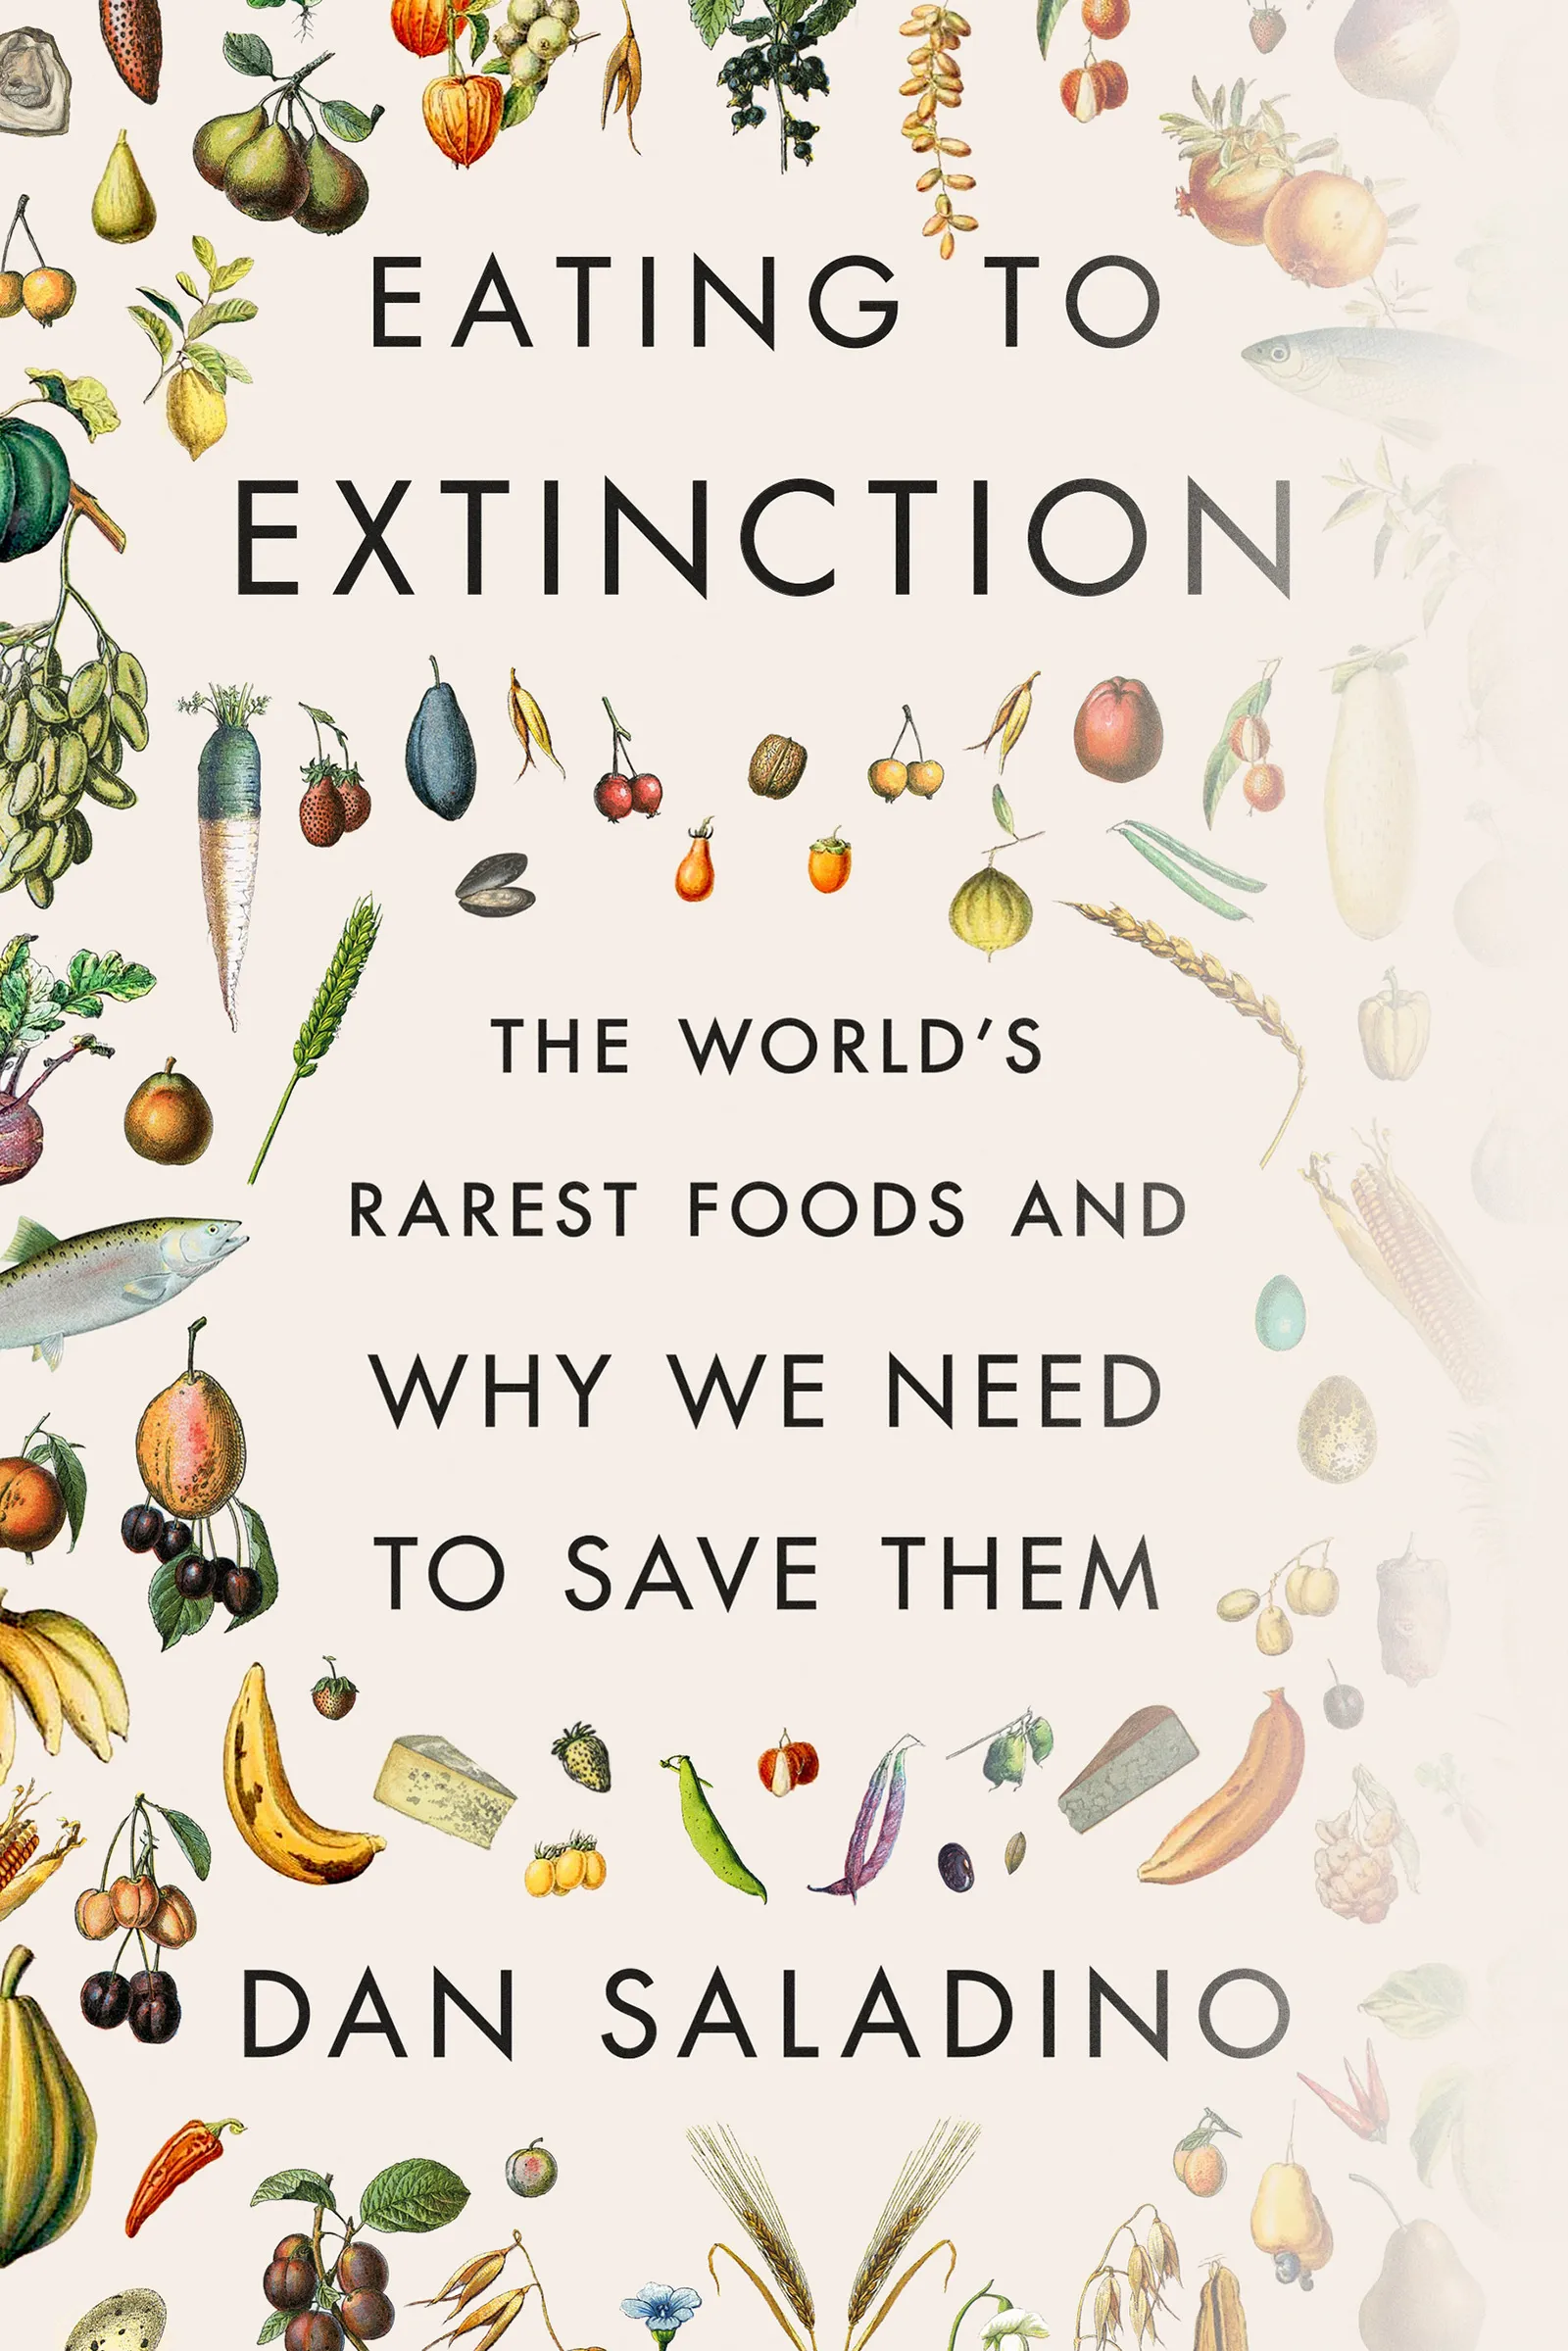 EATING TO
EXTINCTION
THE WORLD’S
RAREST FOODS AND
WHY WE NEED
TO SAVE THEM
DAN SALADINO